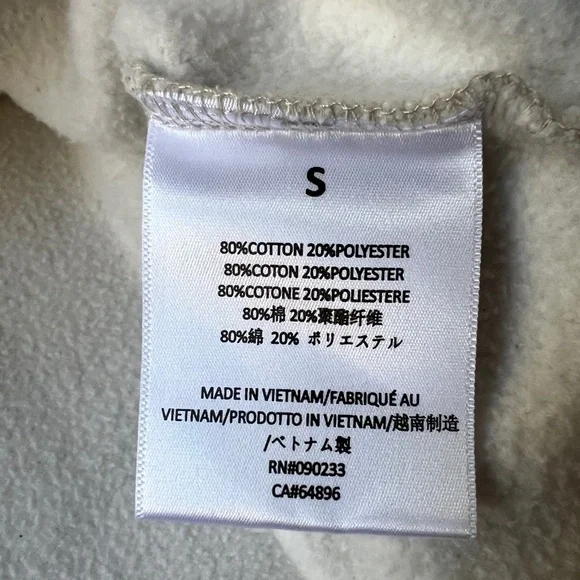 S
80%COTTON 20%POLYESTER
80%COTON 20%POLYESTER
80%COTONE 20%POLIESTERE
80%棉 20%聚酯纤维
80%綿 20% ポリエステル
MADE IN VIETNAM/FABRIQUÉ AU
VIETNAM/PRODOTTO IN VIETNAM/越南制造
/ベトナム製
RN#090233
CA#64896